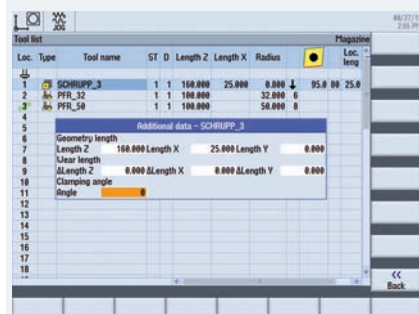 JOG
08/27/15
2:55 PM
Tool list Magazine
Loc. Type Tool name ST D Length Z Length X Radius Loc. leng
1 SCHRUPP_3 1 1 160.000 25.000 0.800 95.0 80 25.0
2 PFR_32 1 1 100.000 32.000 6
3 PFR_50 1 1 100.000 50.000 8
4
5
Additional data - SCHRUPP_3
6 Geometry length
7 Length Z 160.000 Length X 25.000 Length Y 0.000
8 Wear length
9 ΔLength Z 0.000 ΔLength X 0.000 ΔLength Y 0.000
10 Clamping angle
11 Angle 0
12
13
14
15
16
17
18
« Back